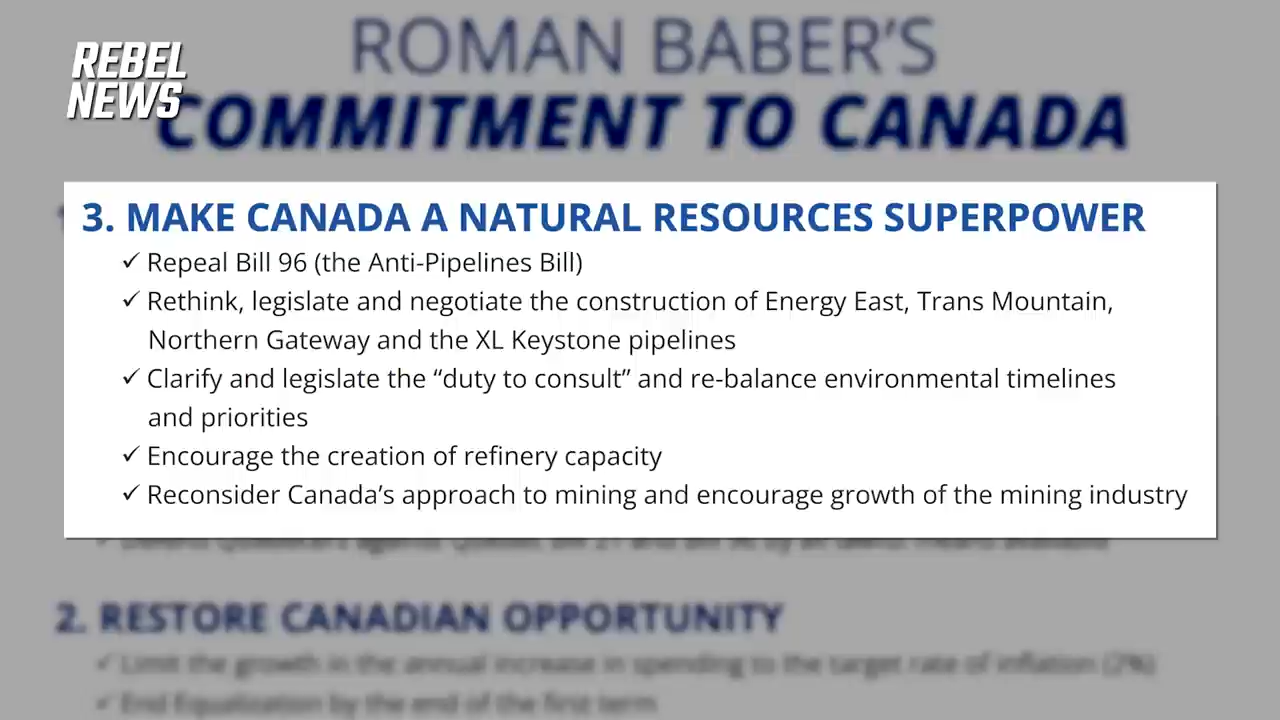 REBEL
NEWS
ROMAN BABER'S
COMMITMENT TO CANADA
3. MAKE CANADA A NATURAL RESOURCES SUPERPOWER
✓ Repeal Bill 96 (the Anti-Pipelines Bill)
✓ Rethink, legislate and negotiate the construction of Energy East, Trans Mountain,
Northern Gateway and the XL Keystone pipelines
✓ Clarify and legislate the “duty to consult” and re-balance environmental timelines
and priorities
✓ Encourage the creation of refinery capacity
✓ Reconsider Canada’s approach to mining and encourage growth of the mining industry
2. RESTORE CANADIAN OPPORTUNITY
✓ Limit the growth in the annual increase in spending to the target rate of inflation (2%)
✓ End Equalization by the end of the first term